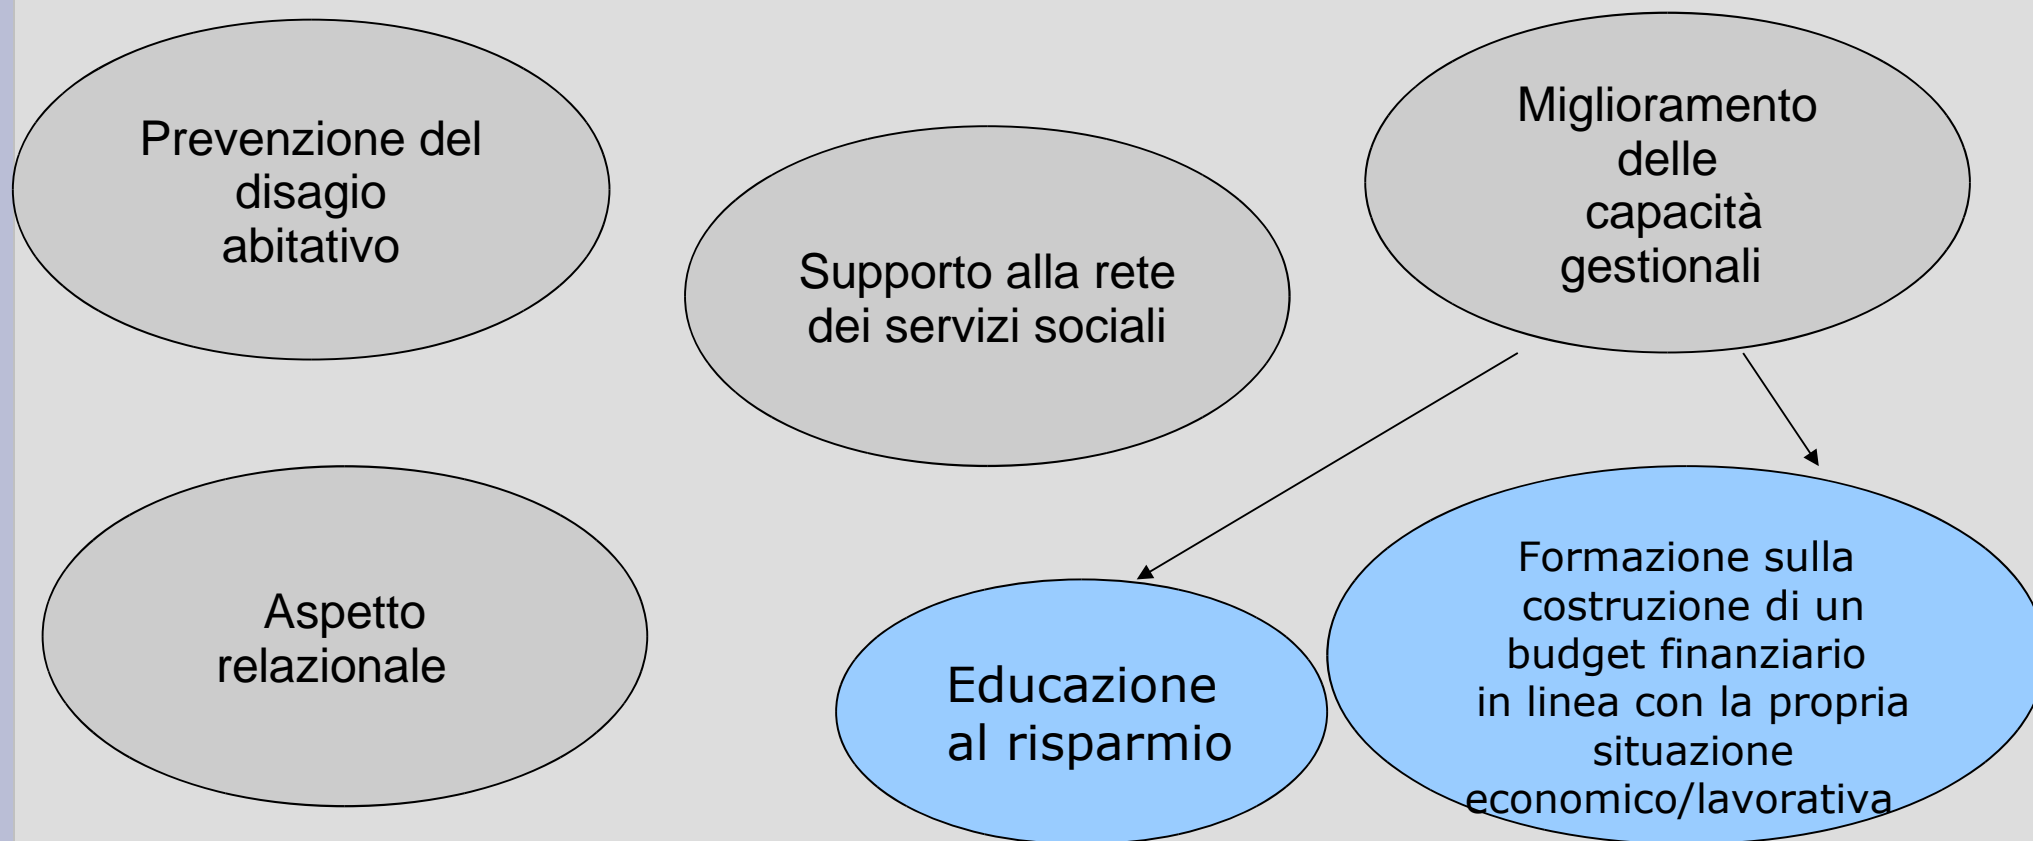 Prevenzione del
disagio
abitativo
Supporto alla rete
dei servizi sociali
Miglioramento
delle
capacità
gestionali
Aspetto
relazionale
Educazione
al risparmio
Formazione sulla
costruzione di un
budget finanziario
in linea con la propria
situazione
economico/lavorativa